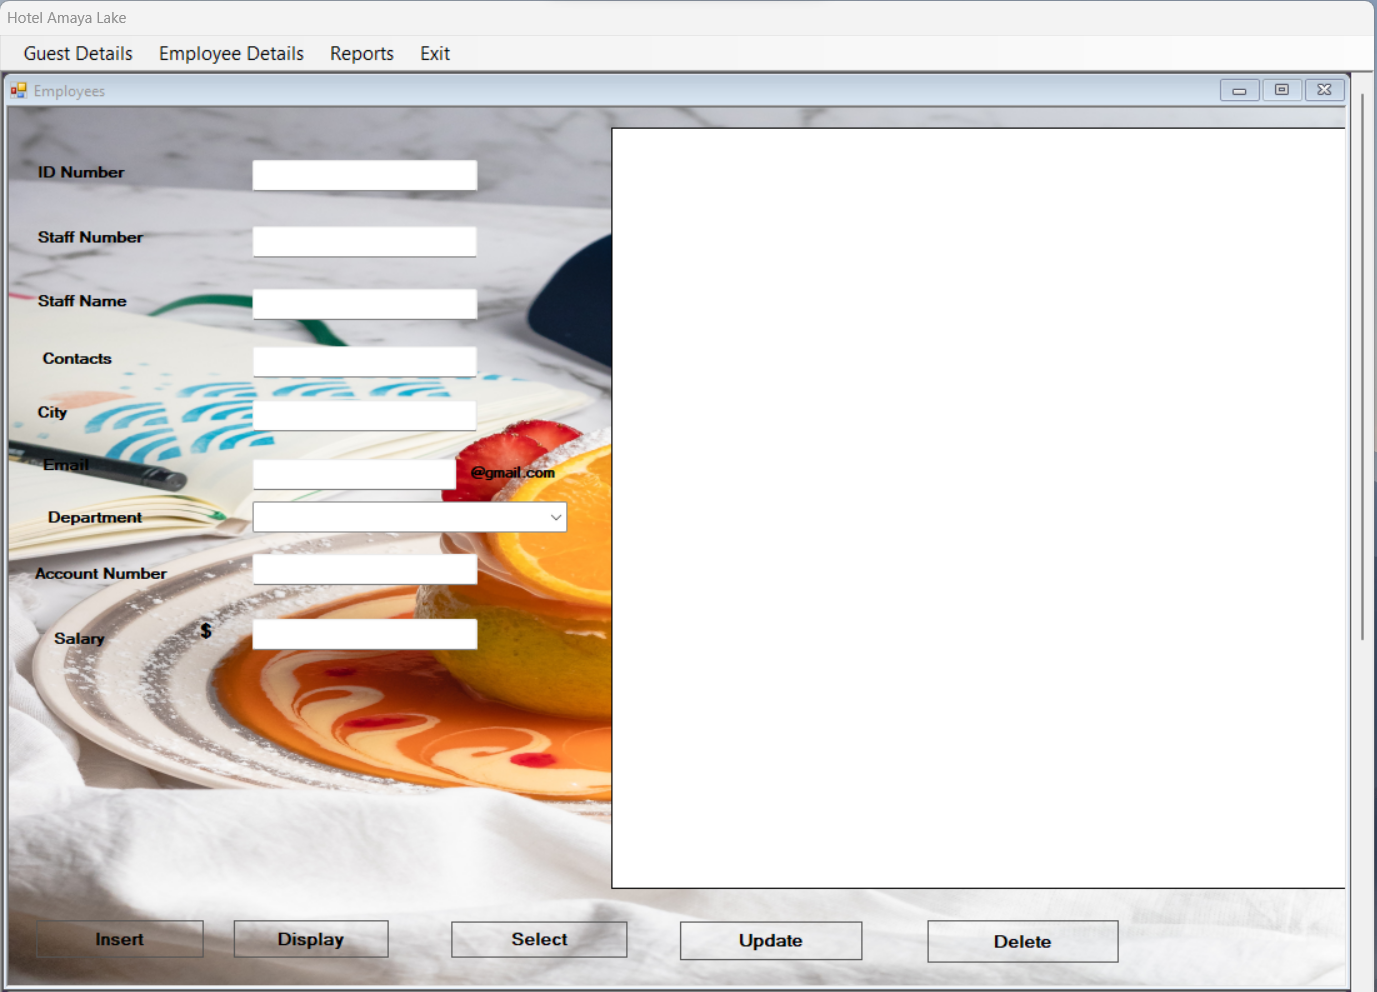 Hotel Amaya Lake
Guest Details Employee Details Reports Exit
Employees
ID Number
Staff Number
Staff Name
Contacts
City
Email @gmail.com
Department
Account Number
Salary $
Insert Display Select Update Delete